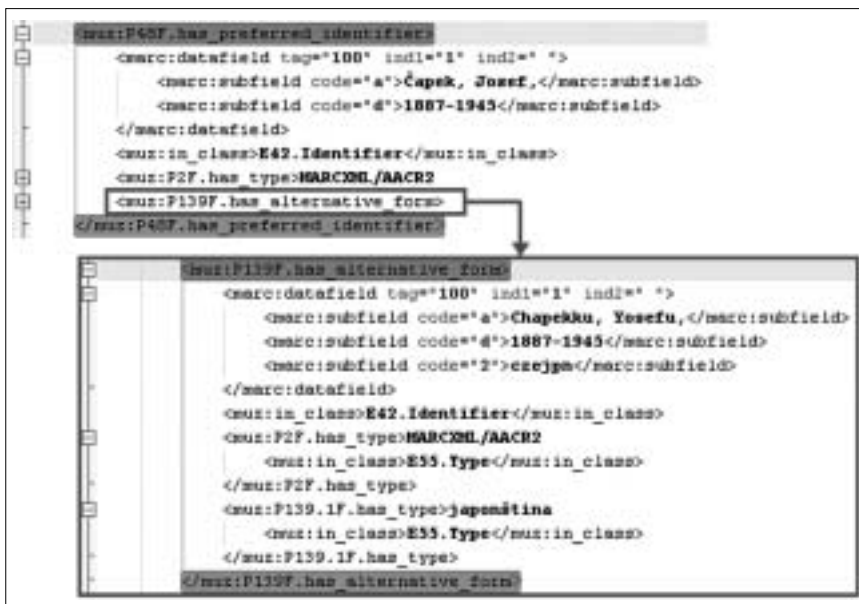 <muz:P48F.has_preferred_identifier>
<marc:datafield tag="100" ind1="1" ind2=" ">
<marc:subfield code="a">Čapek, Josef,</marc:subfield>
<marc:subfield code="d">1887-1945</marc:subfield>
</marc:datafield>
<muz:in_class>E42.Identifier</muz:in_class>
<muz:P2F.has_type>MARCXML/AACR2
<muz:P139F.has_alternative_form>
</muz:P48F.has_preferred_identifier>
<muz:P139F.has_alternative_form>
<marc:datafield tag="100" ind1="1" ind2=" ">
<marc:subfield code="a">Chapekku, Yosefu,</marc:subfield>
<marc:subfield code="d">1887-1945</marc:subfield>
<marc:subfield code="2">czejpn</marc:subfield>
</marc:datafield>
<muz:in_class>E42.Identifier</muz:in_class>
<muz:P2F.has_type>MARCXML/AACR2
<muz:in_class>E55.Type</muz:in_class>
</muz:P2F.has_type>
<muz:P139.1F.has_type>japonština
<muz:in_class>E55.Type</muz:in_class>
</muz:P139.1F.has_type>
</muz:P139F.has_alternative_form>